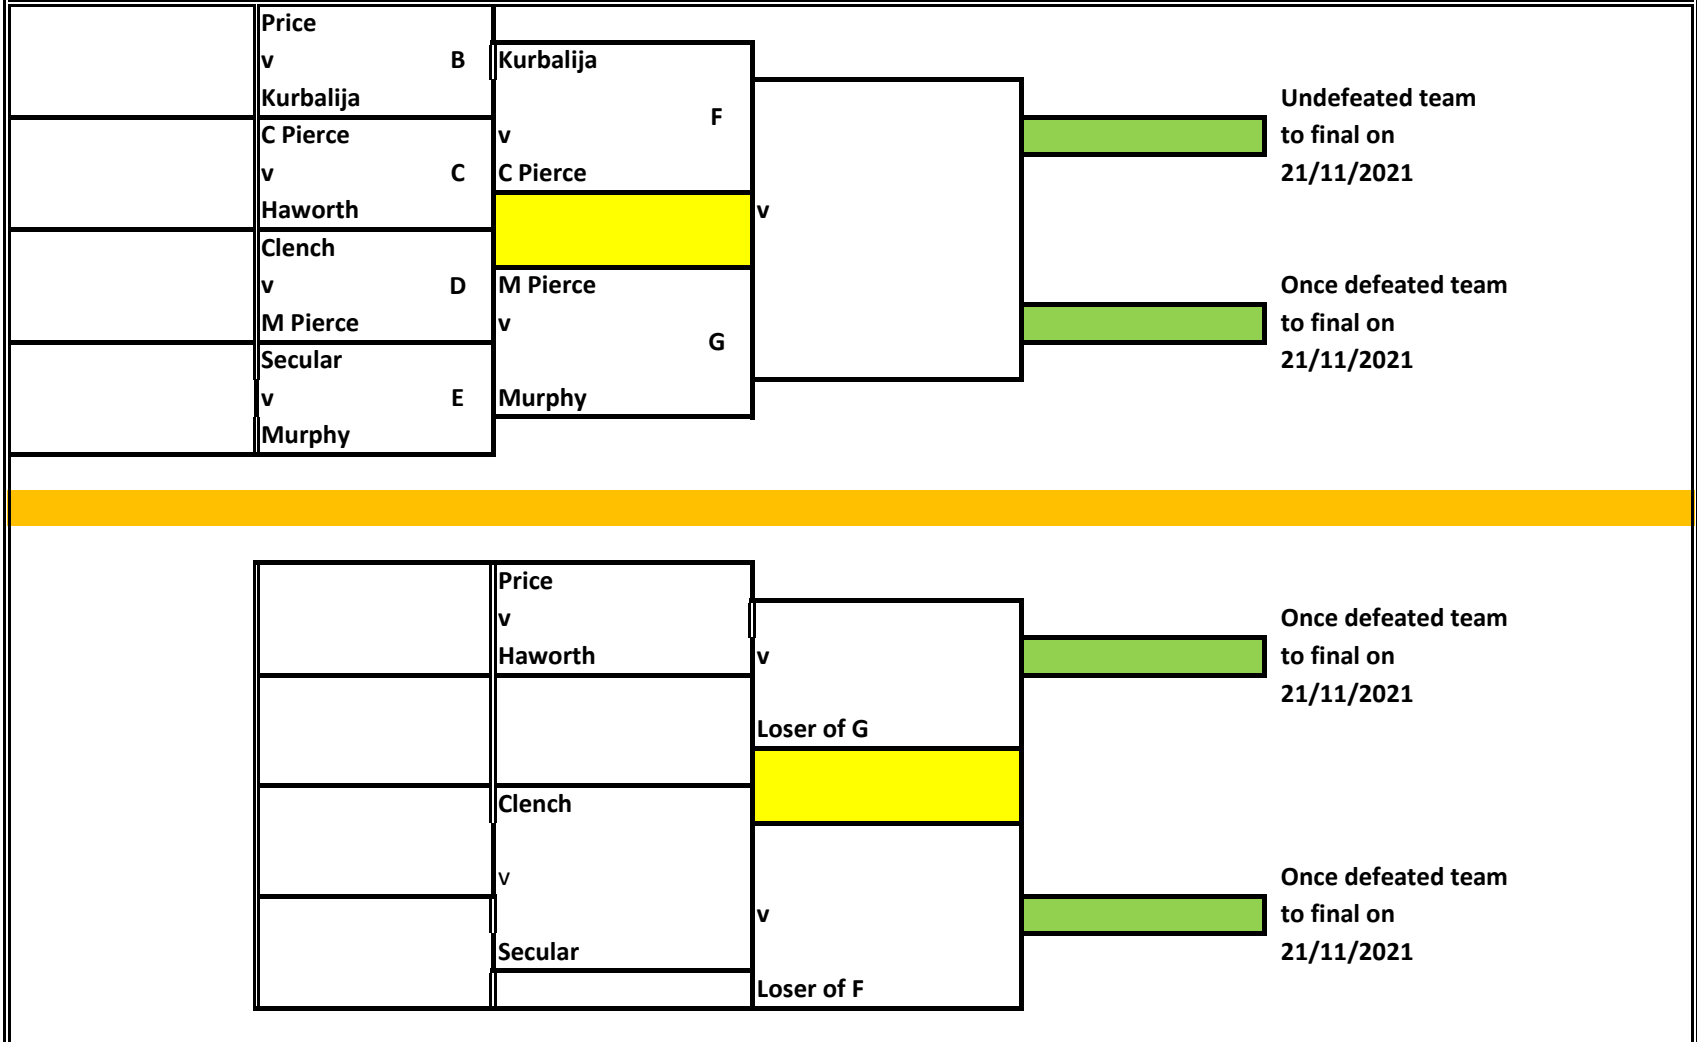 Price
v B
Kurbalija
C Pierce
v C
Haworth
Clench
v D
M Pierce
Secular
v E
Murphy
Kurbalija
F
v
C Pierce
M Pierce
v
G
Murphy
v
Undefeated team
to final on
21/11/2021
Once defeated team
to final on
21/11/2021
Price
v
Haworth
Clench
v
Secular
v
Loser of G
v
Loser of F
Once defeated team
to final on
21/11/2021
Once defeated team
to final on
21/11/2021